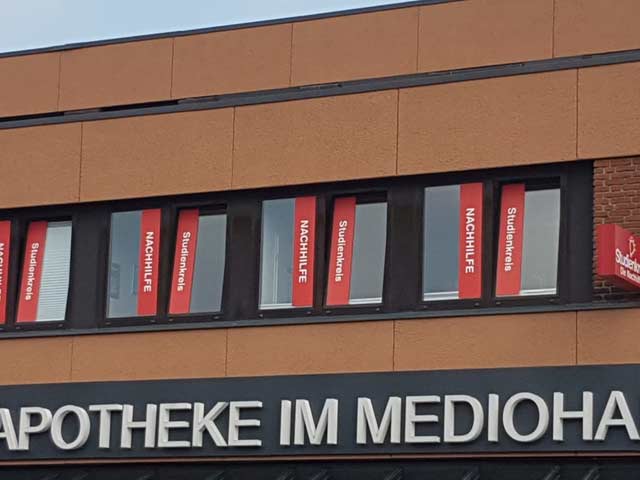 NACHHILFE
Studienkreis
NACHHILFE
Studienkreis
NACHHILFE
Studienkreis
NACHHILFE
Studienkreis
APOTHEKE IM MEDIOHA